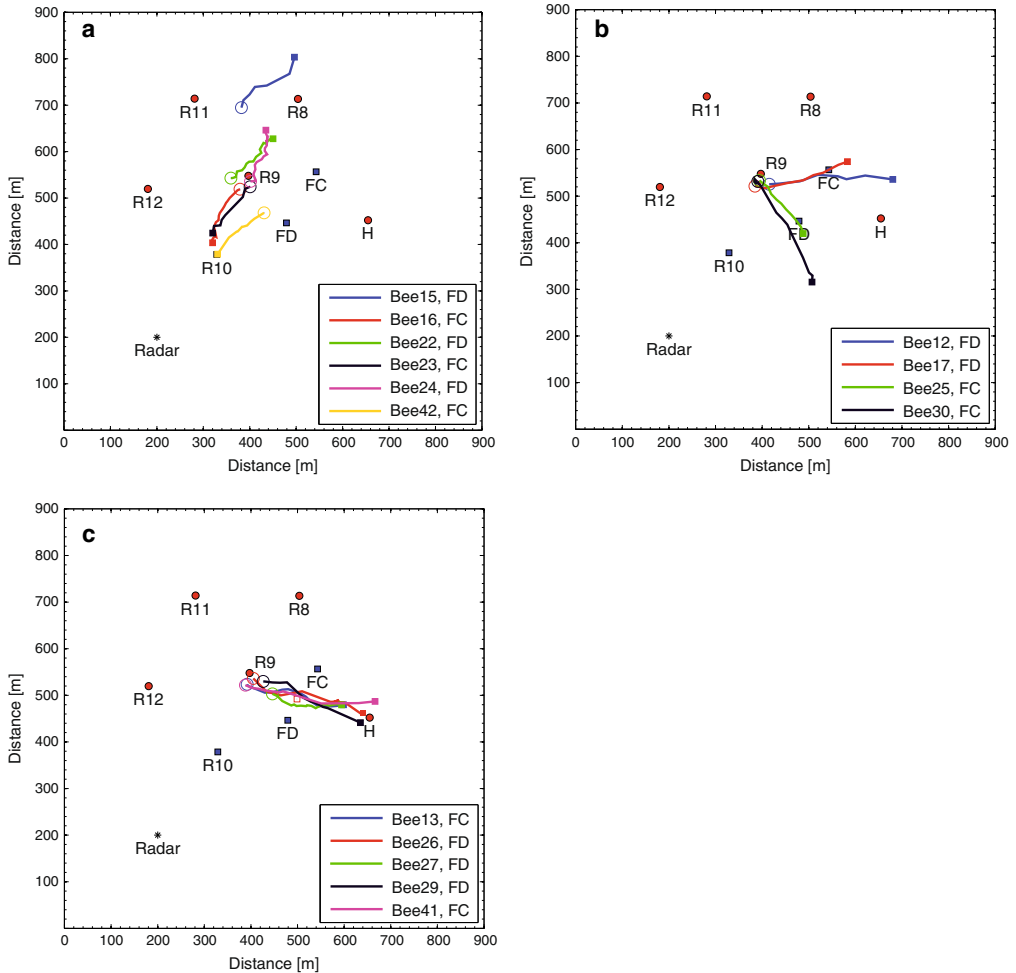 a
900
800
700
600
500
400
300
200
100
0 100 200 300 400 500 600 700 800 900
Distance [m]
Distance [m]
R11
R8
R9
FC
R12
FD
H
R10
Radar
Bee15, FD
Bee16, FC
Bee22, FD
Bee23, FC
Bee24, FD
Bee42, FC
b
900
800
700
600
500
400
300
200
100
0 100 200 300 400 500 600 700 800 900
Distance [m]
Distance [m]
R11
R8
R9
FC
R12
FD
H
R10
Radar
Bee12, FD
Bee17, FD
Bee25, FC
Bee30, FC
c
900
800
700
600
500
400
300
200
100
0 100 200 300 400 500 600 700 800 900
Distance [m]
Distance [m]
R11
R8
R9
FC
R12
FD
H
R10
Radar
Bee13, FC
Bee26, FD
Bee27, FD
Bee29, FD
Bee41, FC